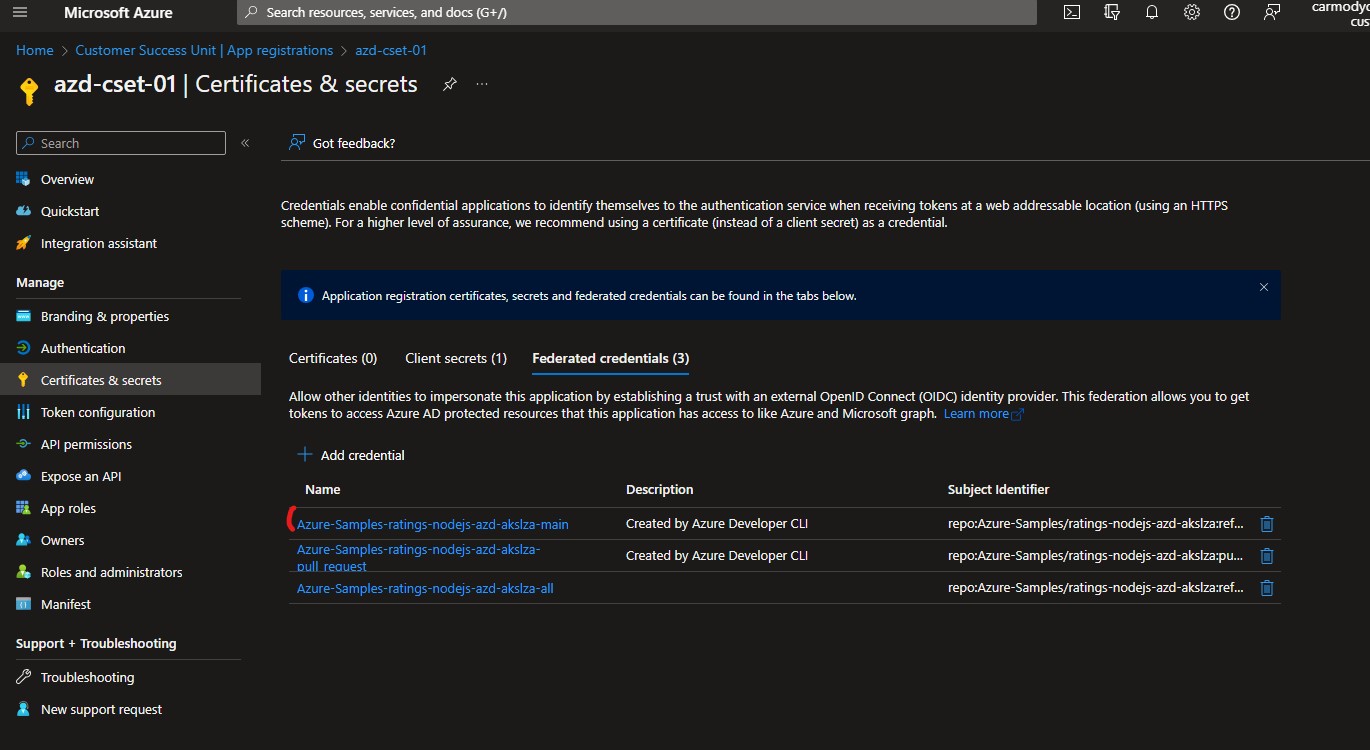 Microsoft Azure
Search resources, services, and docs (G+/)
carmodyc
cus
Home > Customer Success Unit | App registrations > azd-cset-01
azd-cset-01 | Certificates & secrets
Search
Got feedback?
Overview
Quickstart
Integration assistant
Manage
Branding & properties
Authentication
Certificates & secrets
Token configuration
API permissions
Expose an API
App roles
Owners
Roles and administrators
Manifest
Support + Troubleshooting
Troubleshooting
New support request
Credentials enable confidential applications to identify themselves to the authentication service when receiving tokens at a web addressable location (using an HTTPS
scheme). For a higher level of assurance, we recommend using a certificate (instead of a client secret) as a credential.
Application registration certificates, secrets and federated credentials can be found in the tabs below.
Certificates (0) Client secrets (1) Federated credentials (3)
Allow other identities to impersonate this application by establishing a trust with an external OpenID Connect (OIDC) identity provider. This federation allows you to get
tokens to access Azure AD protected resources that this application has access to like Azure and Microsoft graph. Learn more
Add credential
Name Description Subject Identifier
Azure-Samples-ratings-nodejs-azd-akslza-main Created by Azure Developer CLI repo:Azure-Samples/ratings-nodejs-azd-akslza:ref...
Azure-Samples-ratings-nodejs-azd-akslza-
pull_request Created by Azure Developer CLI repo:Azure-Samples/ratings-nodejs-azd-akslza:pu...
Azure-Samples-ratings-nodejs-azd-akslza-all repo:Azure-Samples/ratings-nodejs-azd-akslza:ref...